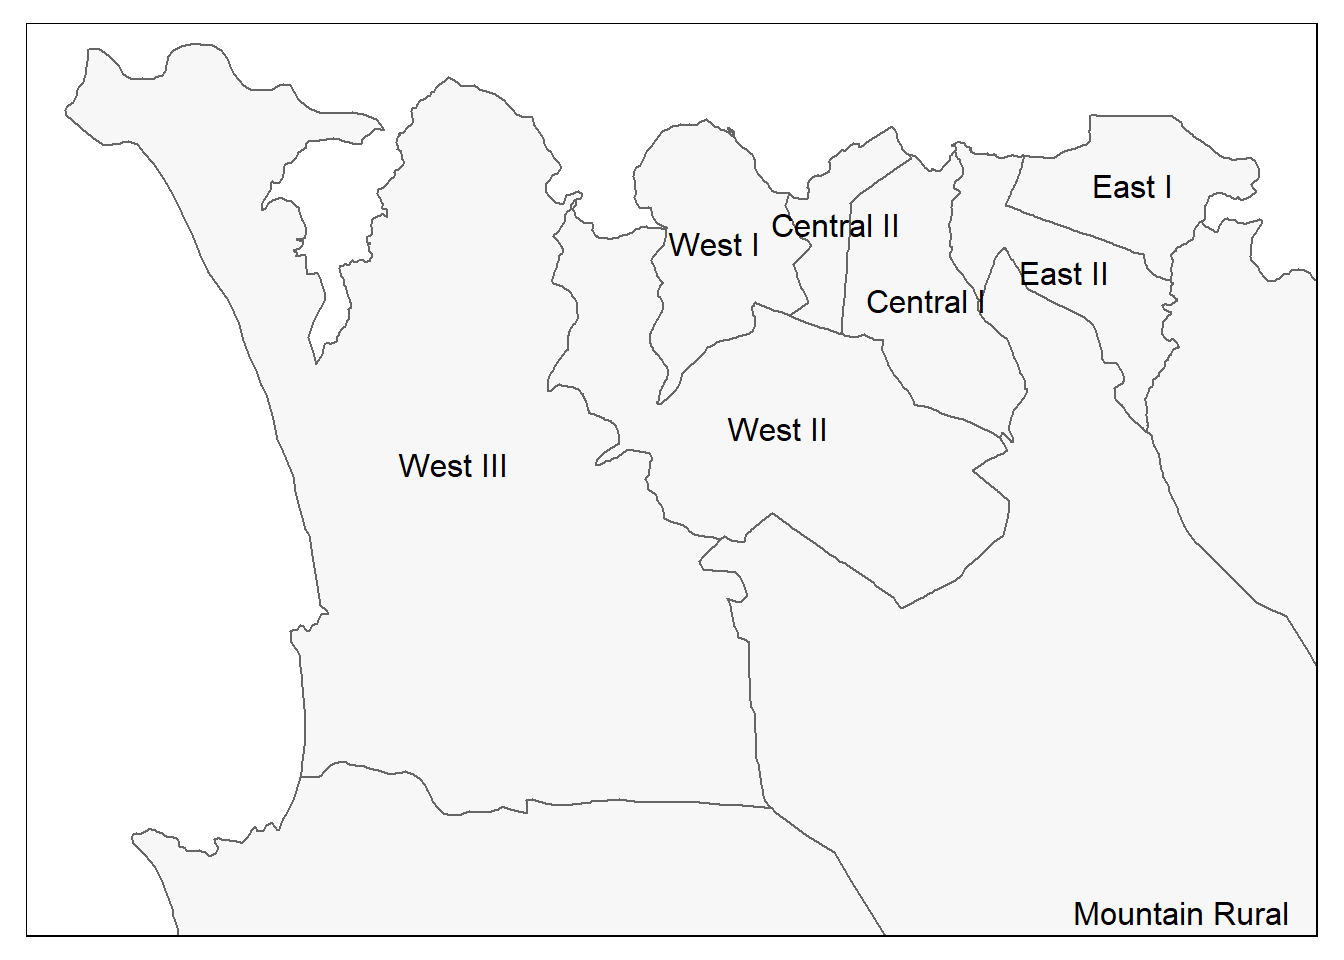 East I
Central II
West I
East II
Central I
West II
West III
Mountain Rural